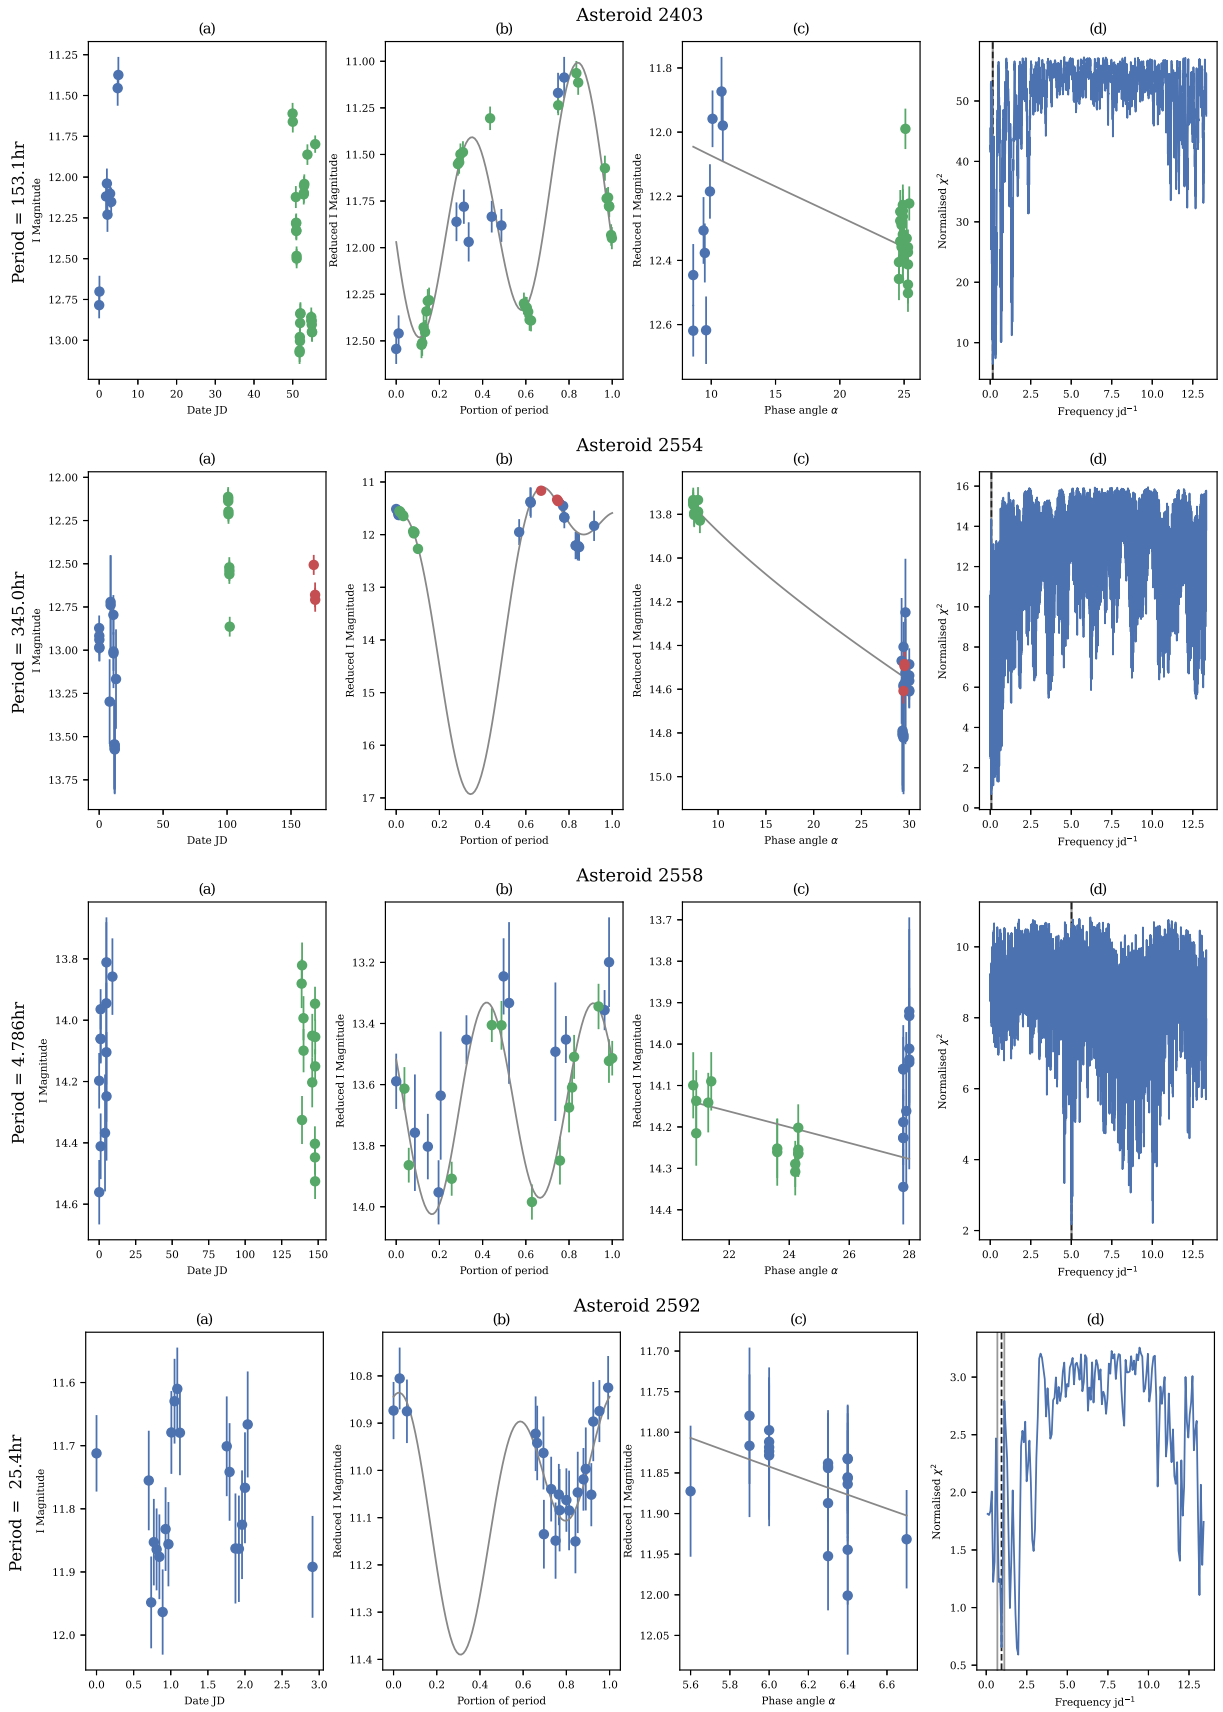 Asteroid 2403
(a) (b) (c) (d)
Period = 153.1hr
I Magnitude
11.25
11.50
11.75
12.00
12.25
12.50
12.75
13.00
0 10 20 30 40 50
Date JD
Reduced I Magnitude
11.00
11.25
11.50
11.75
12.00
12.25
12.50
0.0 0.2 0.4 0.6 0.8 1.0
Portion of period
Reduced I Magnitude
11.8
12.0
12.2
12.4
12.6
10 15 20 25
Phase angle α
Normalised χ²
50
40
30
20
10
0.0 2.5 5.0 7.5 10.0 12.5
Frequency jd⁻¹
Asteroid 2554
(a) (b) (c) (d)
Period = 345.0hr
I Magnitude
12.00
12.25
12.50
12.75
13.00
13.25
13.50
13.75
0 50 100 150
Date JD
Reduced I Magnitude
11
12
13
14
15
16
17
0.0 0.2 0.4 0.6 0.8 1.0
Portion of period
Reduced I Magnitude
13.8
14.0
14.2
14.4
14.6
14.8
15.0
10 15 20 25 30
Phase angle α
Normalised χ²
16
14
12
10
8
6
4
2
0
0.0 2.5 5.0 7.5 10.0 12.5
Frequency jd⁻¹
Asteroid 2558
(a) (b) (c) (d)
Period = 4.786hr
I Magnitude
13.8
14.0
14.2
14.4
14.6
0 25 50 75 100 125 150
Date JD
Reduced I Magnitude
13.2
13.4
13.6
13.8
14.0
0.0 0.2 0.4 0.6 0.8 1.0
Portion of period
Reduced I Magnitude
13.7
13.8
13.9
14.0
14.1
14.2
14.3
14.4
22 24 26 28
Phase angle α
Normalised χ²
10
8
6
4
2
0.0 2.5 5.0 7.5 10.0 12.5
Frequency jd⁻¹
Asteroid 2592
(a) (b) (c) (d)
Period = 25.4hr
I Magnitude
11.6
11.7
11.8
11.9
12.0
0.0 0.5 1.0 1.5 2.0 2.5 3.0
Date JD
Reduced I Magnitude
10.8
10.9
11.0
11.1
11.2
11.3
11.4
0.0 0.2 0.4 0.6 0.8 1.0
Portion of period
Reduced I Magnitude
11.70
11.75
11.80
11.85
11.90
11.95
12.00
12.05
5.6 5.8 6.0 6.2 6.4 6.6
Phase angle α
Normalised χ²
3.0
2.5
2.0
1.5
1.0
0.5
0.0 2.5 5.0 7.5 10.0 12.5
Frequency jd⁻¹